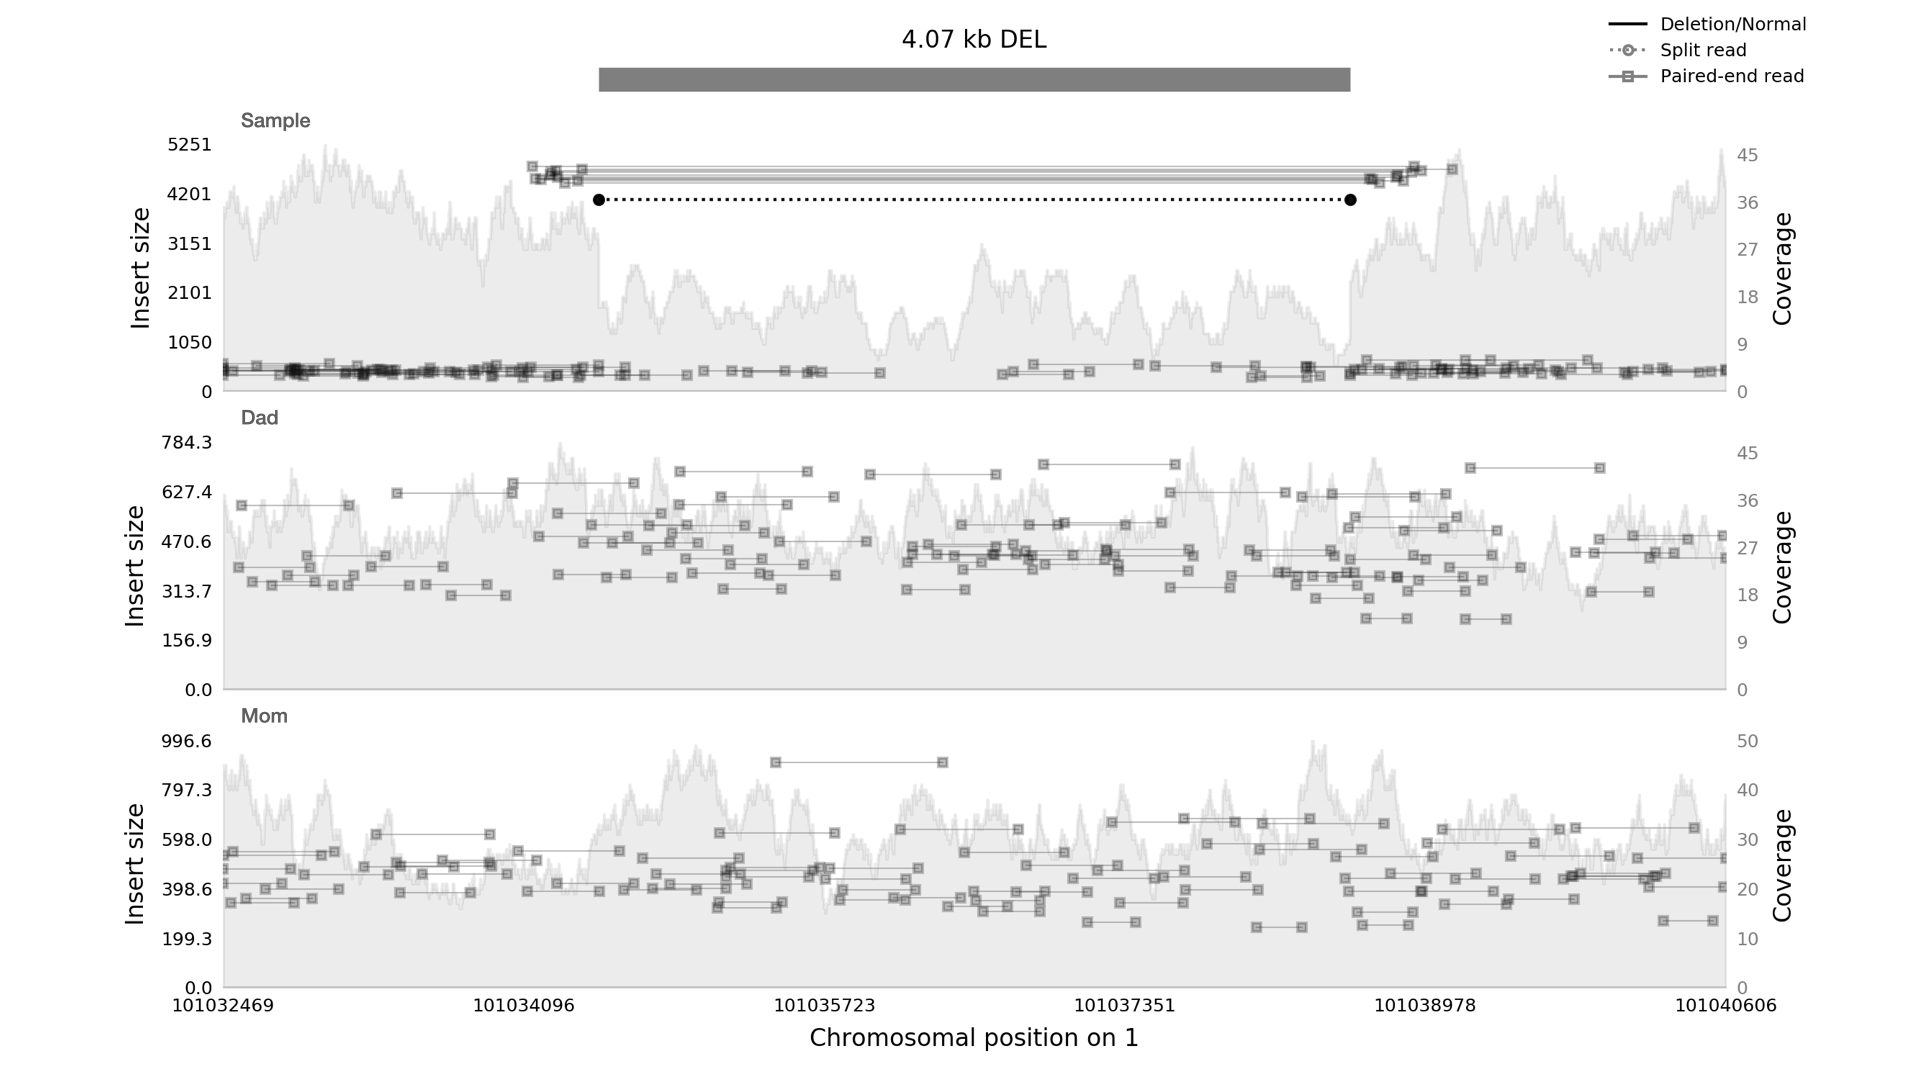 4.07 kb DEL
Deletion/Normal
Split read
Paired-end read
Sample
5251
4201
3151
2101
1050
0
Insert size
45
36
27
18
9
0
Coverage
Dad
784.3
627.4
470.6
313.7
156.9
0.0
Insert size
45
36
27
18
9
0
Coverage
Mom
996.6
797.3
598.0
398.6
199.3
0.0
Insert size
50
40
30
20
10
0
Coverage
101032469 101034096 101035723 101037351 101038978 101040606
Chromosomal position on 1